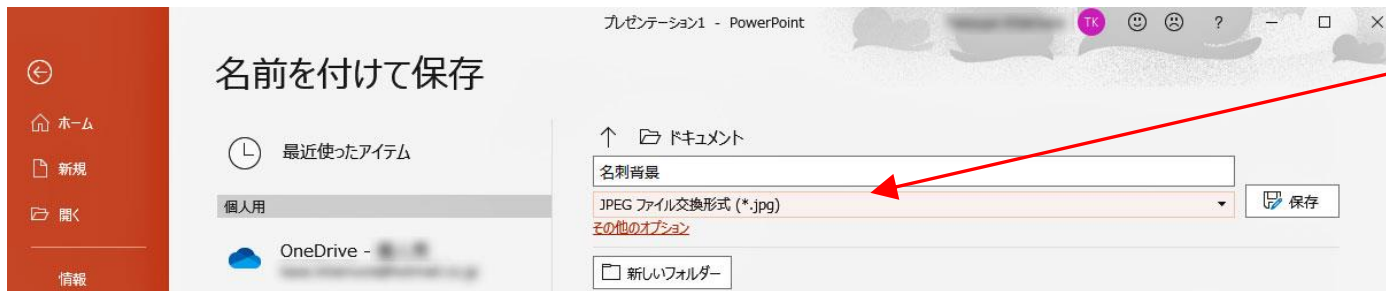 プレゼンテーション1 - PowerPoint
TK
?
名前を付けて保存
ホーム
新規
開く
情報
最近使ったアイテム
個人用
OneDrive -
ドキュメント
名刺背景
JPEG ファイル交換形式 (*.jpg)
保存
その他のオプション
新しいフォルダー